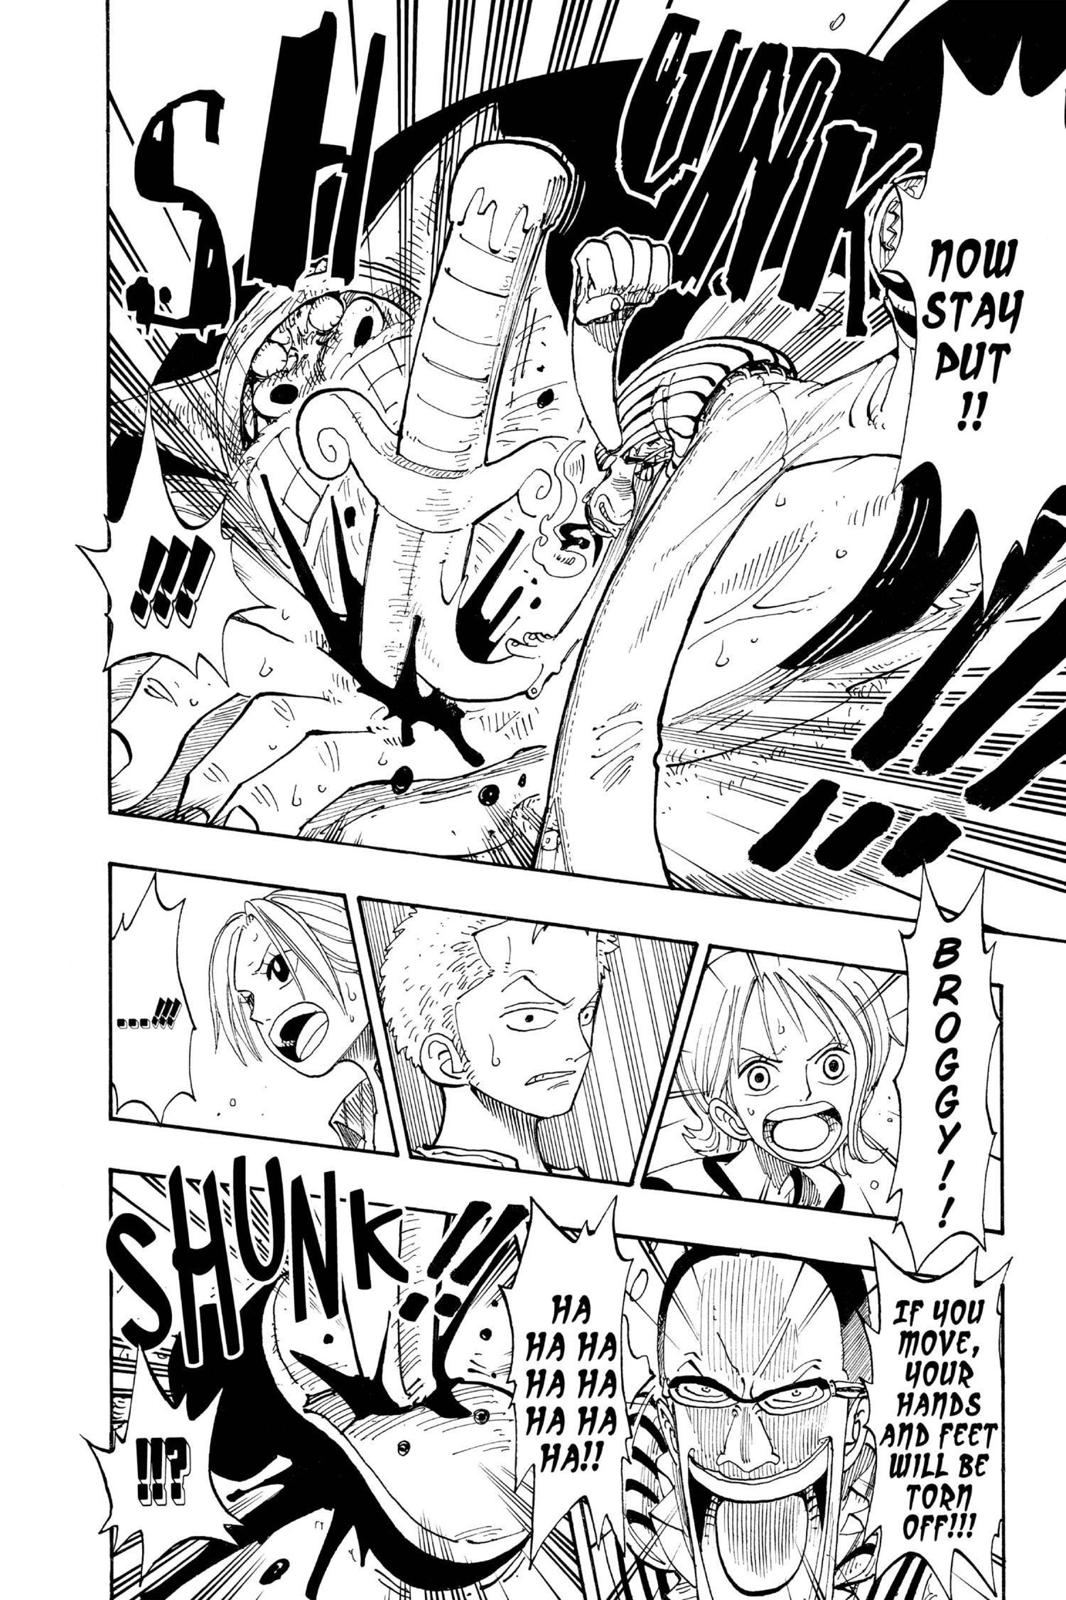 NOW
STAY
PUT
!!
SHUNK
!!!
!!!
!!!
BROGGY!!
....!!!
IF YOU
MOVE,
YOUR
HANDS
AND FEET
WILL BE
TORN
OFF!!!
HA
HA HA
HA HA
HA HA
HA!!
SHUNK!!
!!?